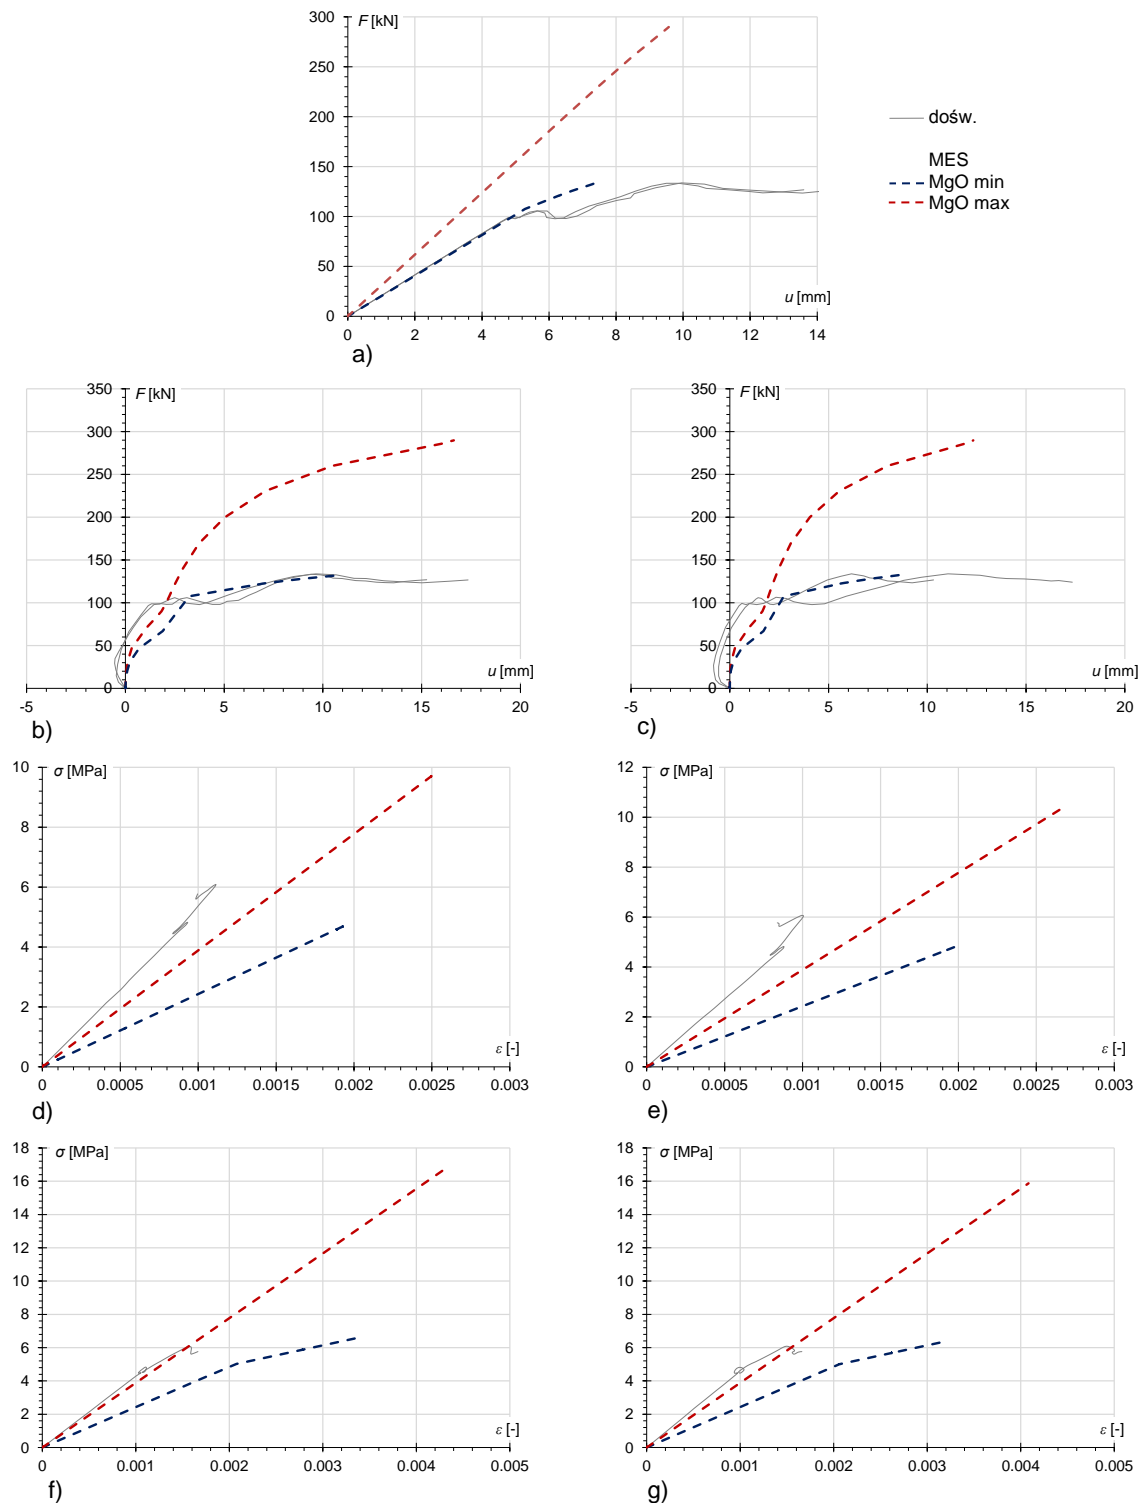 F [kN]
300
250
200
150
100
50
0
0 2 4 6 8 10 12 14
u [mm]
a)
dośw.
MES
MgO min
MgO max
F [kN]
350
300
250
200
150
100
50
0
-5 0 5 10 15 20
u [mm]
b)
F [kN]
350
300
250
200
150
100
50
0
-5 0 5 10 15 20
u [mm]
c)
σ [MPa]
10
8
6
4
2
0
0 0.0005 0.001 0.0015 0.002 0.0025 0.003
ε [-]
d)
σ [MPa]
12
10
8
6
4
2
0
0 0.0005 0.001 0.0015 0.002 0.0025 0.003
ε [-]
e)
σ [MPa]
18
16
14
12
10
8
6
4
2
0
0 0.001 0.002 0.003 0.004 0.005
ε [-]
f)
σ [MPa]
18
16
14
12
10
8
6
4
2
0
0 0.001 0.002 0.003 0.004 0.005
ε [-]
g)